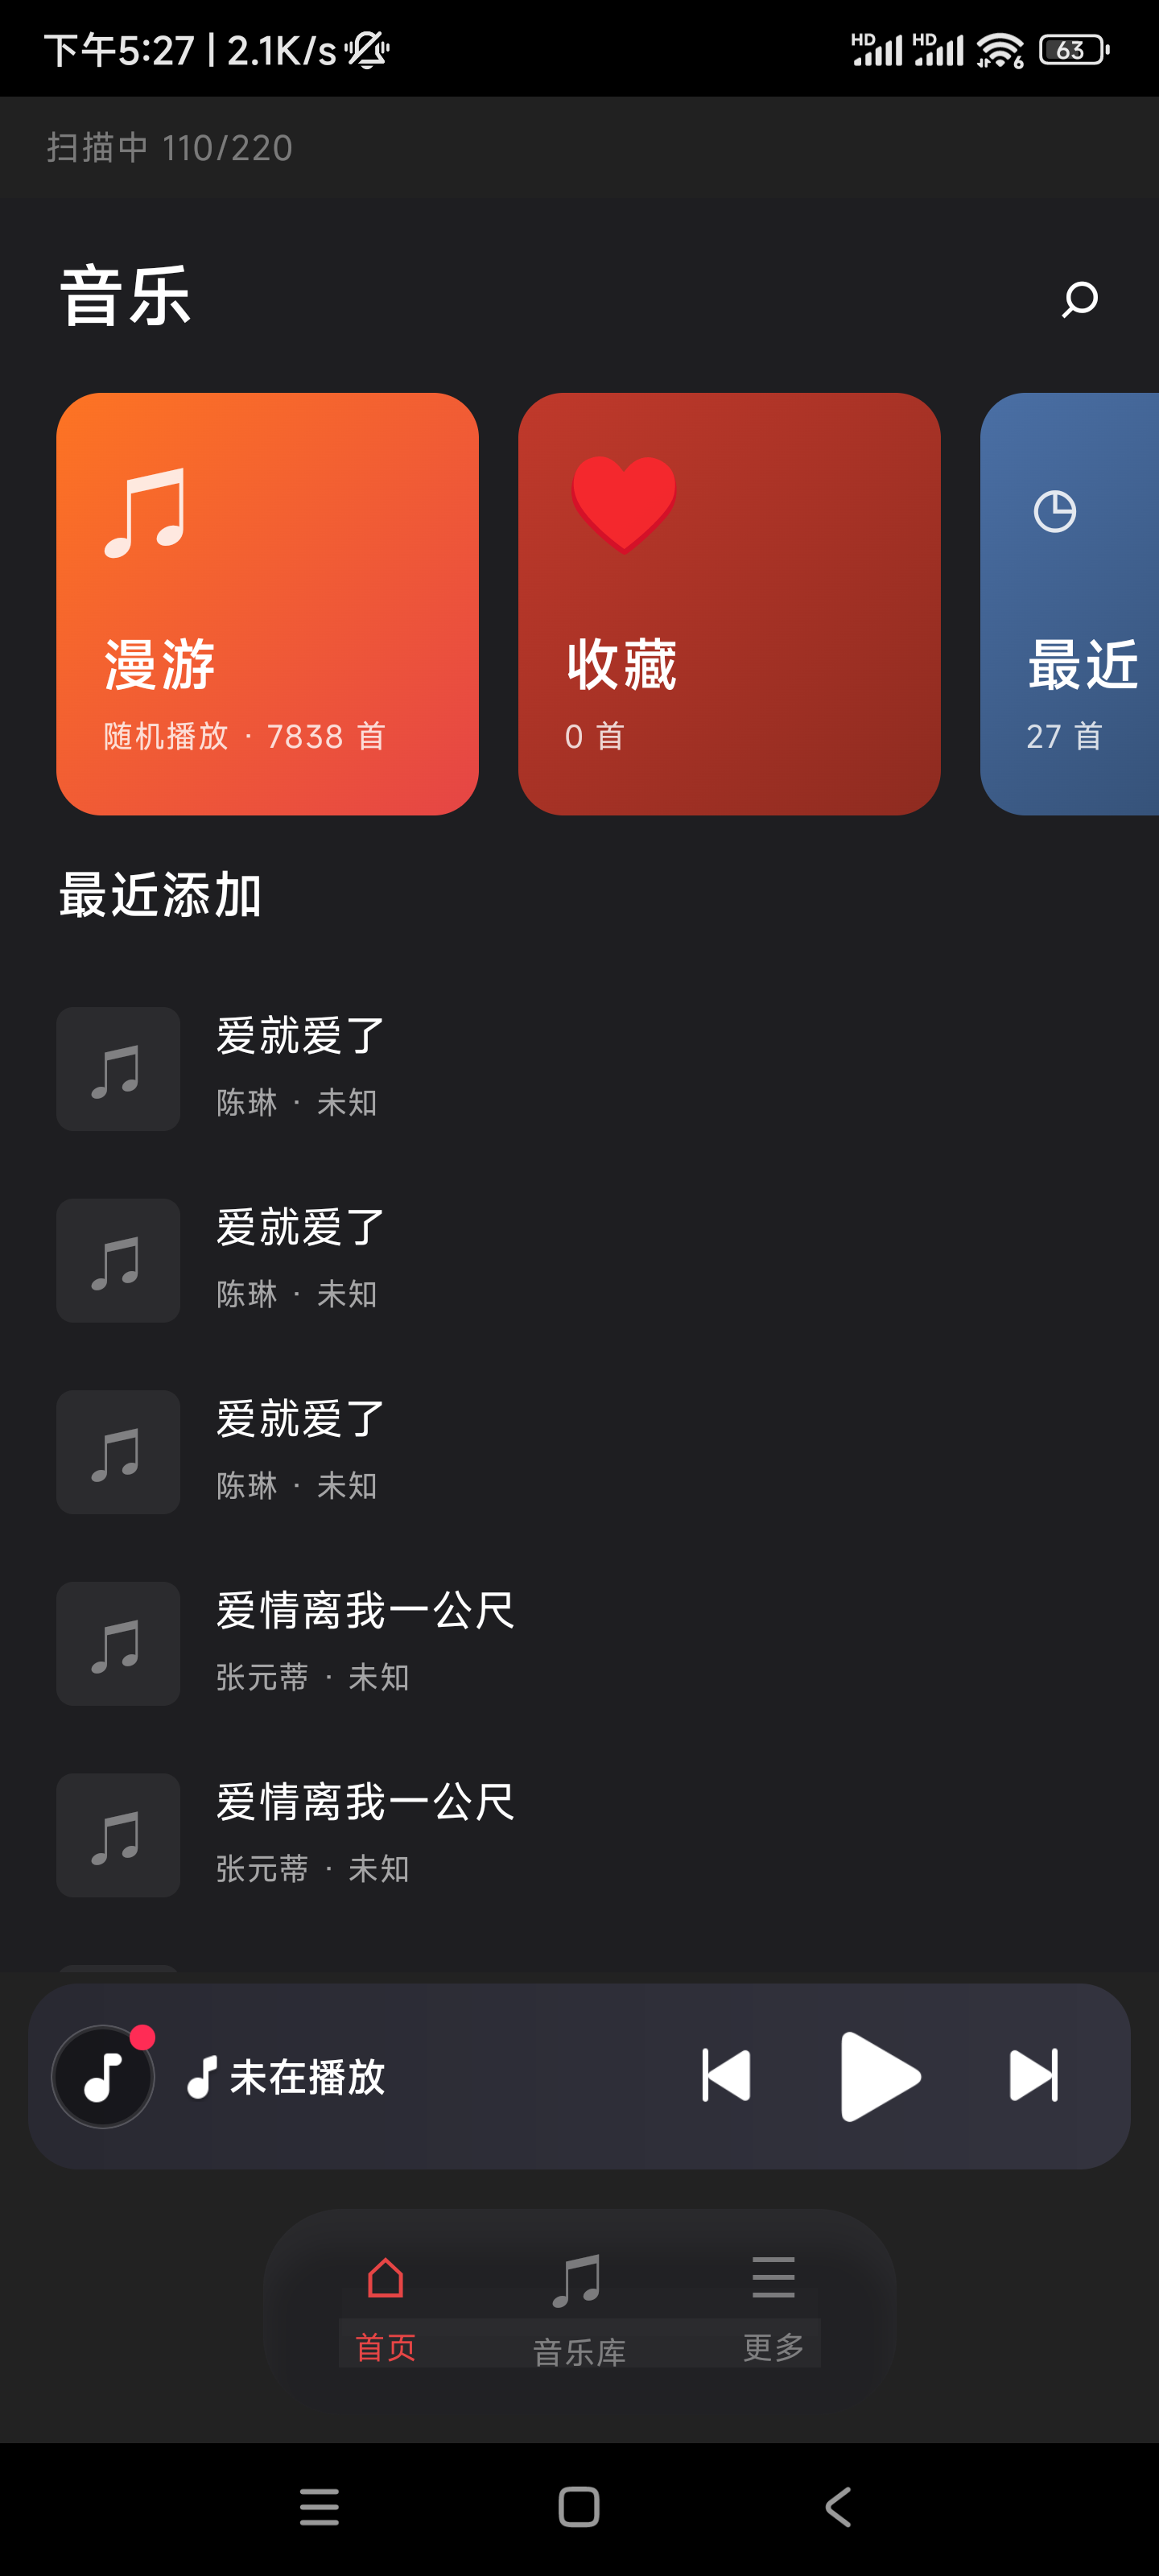 下午5:27 | 2.1K/s
HD HD 6 63
扫描中 110/220
音乐
漫游
随机播放 · 7838 首
收藏
0 首
最近
27 首
最近添加
爱就爱了
陈琳 · 未知
爱就爱了
陈琳 · 未知
爱就爱了
陈琳 · 未知
爱情离我一公尺
张元蒂 · 未知
爱情离我一公尺
张元蒂 · 未知
未在播放
首页
音乐库
更多